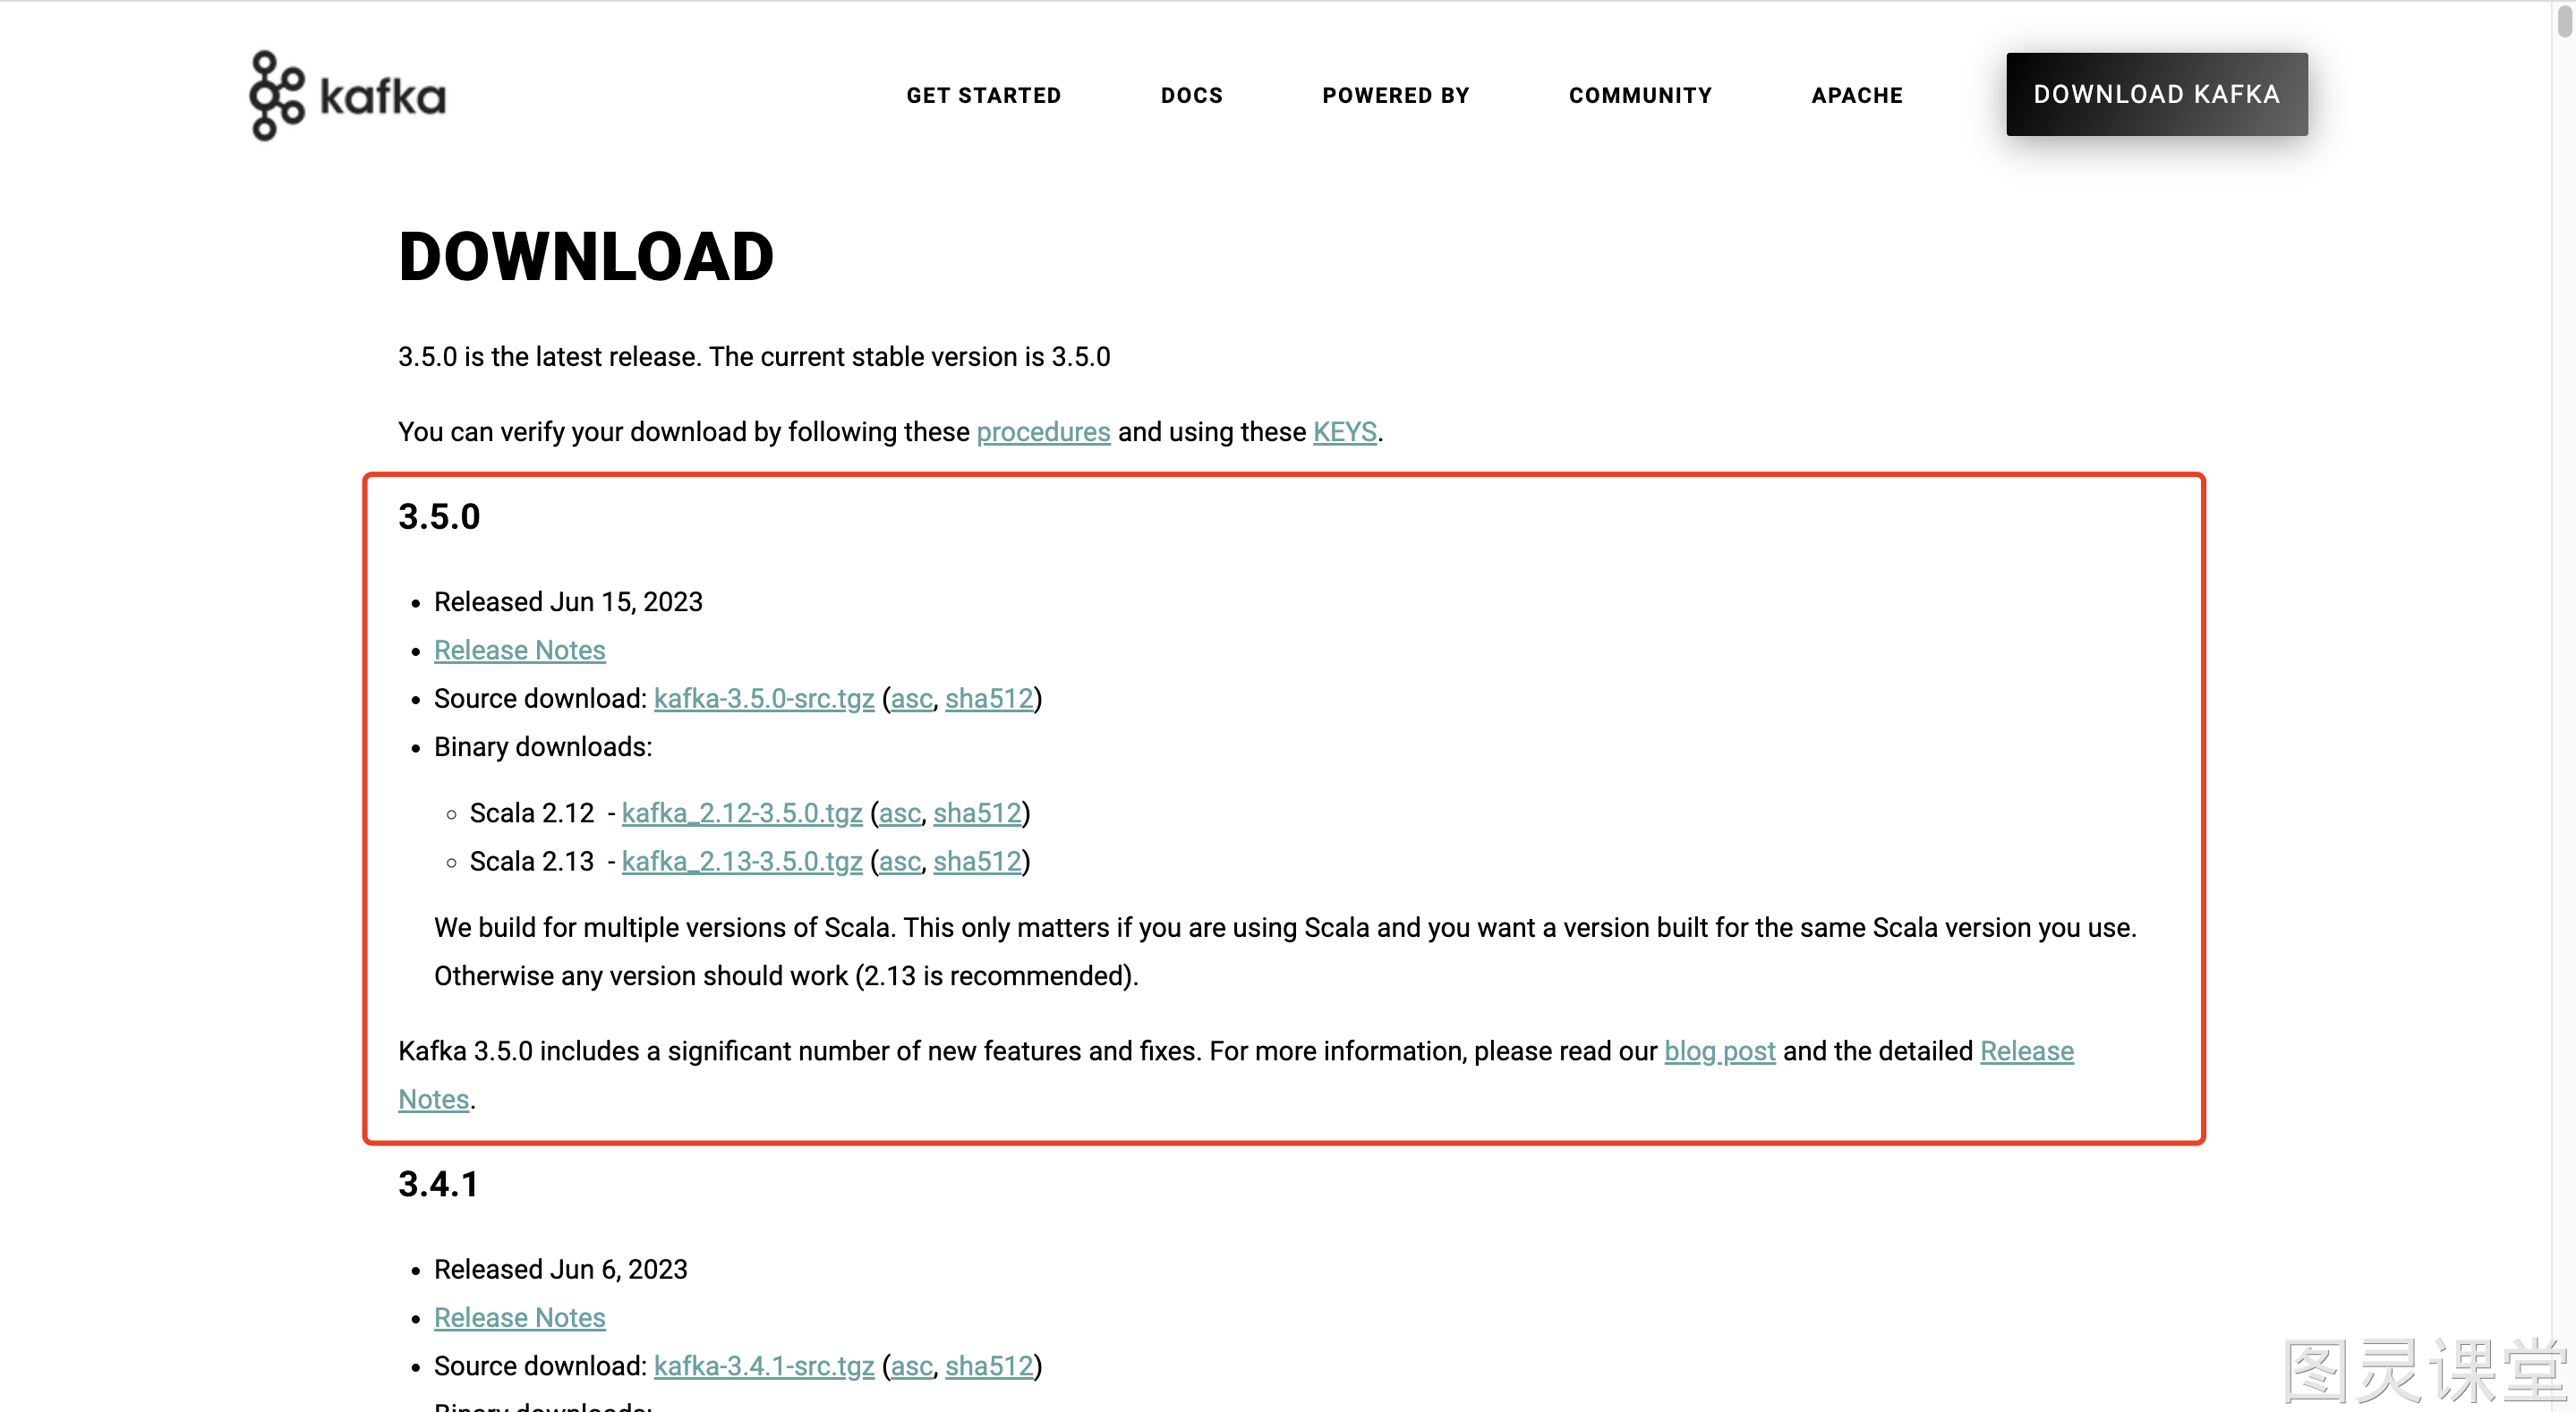 kafka
GET STARTED
DOCS
POWERED BY
COMMUNITY
APACHE
DOWNLOAD KAFKA
DOWNLOAD
3.5.0 is the latest release. The current stable version is 3.5.0
You can verify your download by following these procedures and using these KEYS.
3.5.0
• Released Jun 15, 2023
• Release Notes
• Source download: kafka-3.5.0-src.tgz (asc, sha512)
• Binary downloads:
◦ Scala 2.12 - kafka_2.12-3.5.0.tgz (asc, sha512)
◦ Scala 2.13 - kafka_2.13-3.5.0.tgz (asc, sha512)
We build for multiple versions of Scala. This only matters if you are using Scala and you want a version built for the same Scala version you use.
Otherwise any version should work (2.13 is recommended).
Kafka 3.5.0 includes a significant number of new features and fixes. For more information, please read our blog post and the detailed Release
Notes.
3.4.1
• Released Jun 6, 2023
• Release Notes
• Source download: kafka-3.4.1-src.tgz (asc, sha512)
Binary downloads:
图灵课堂